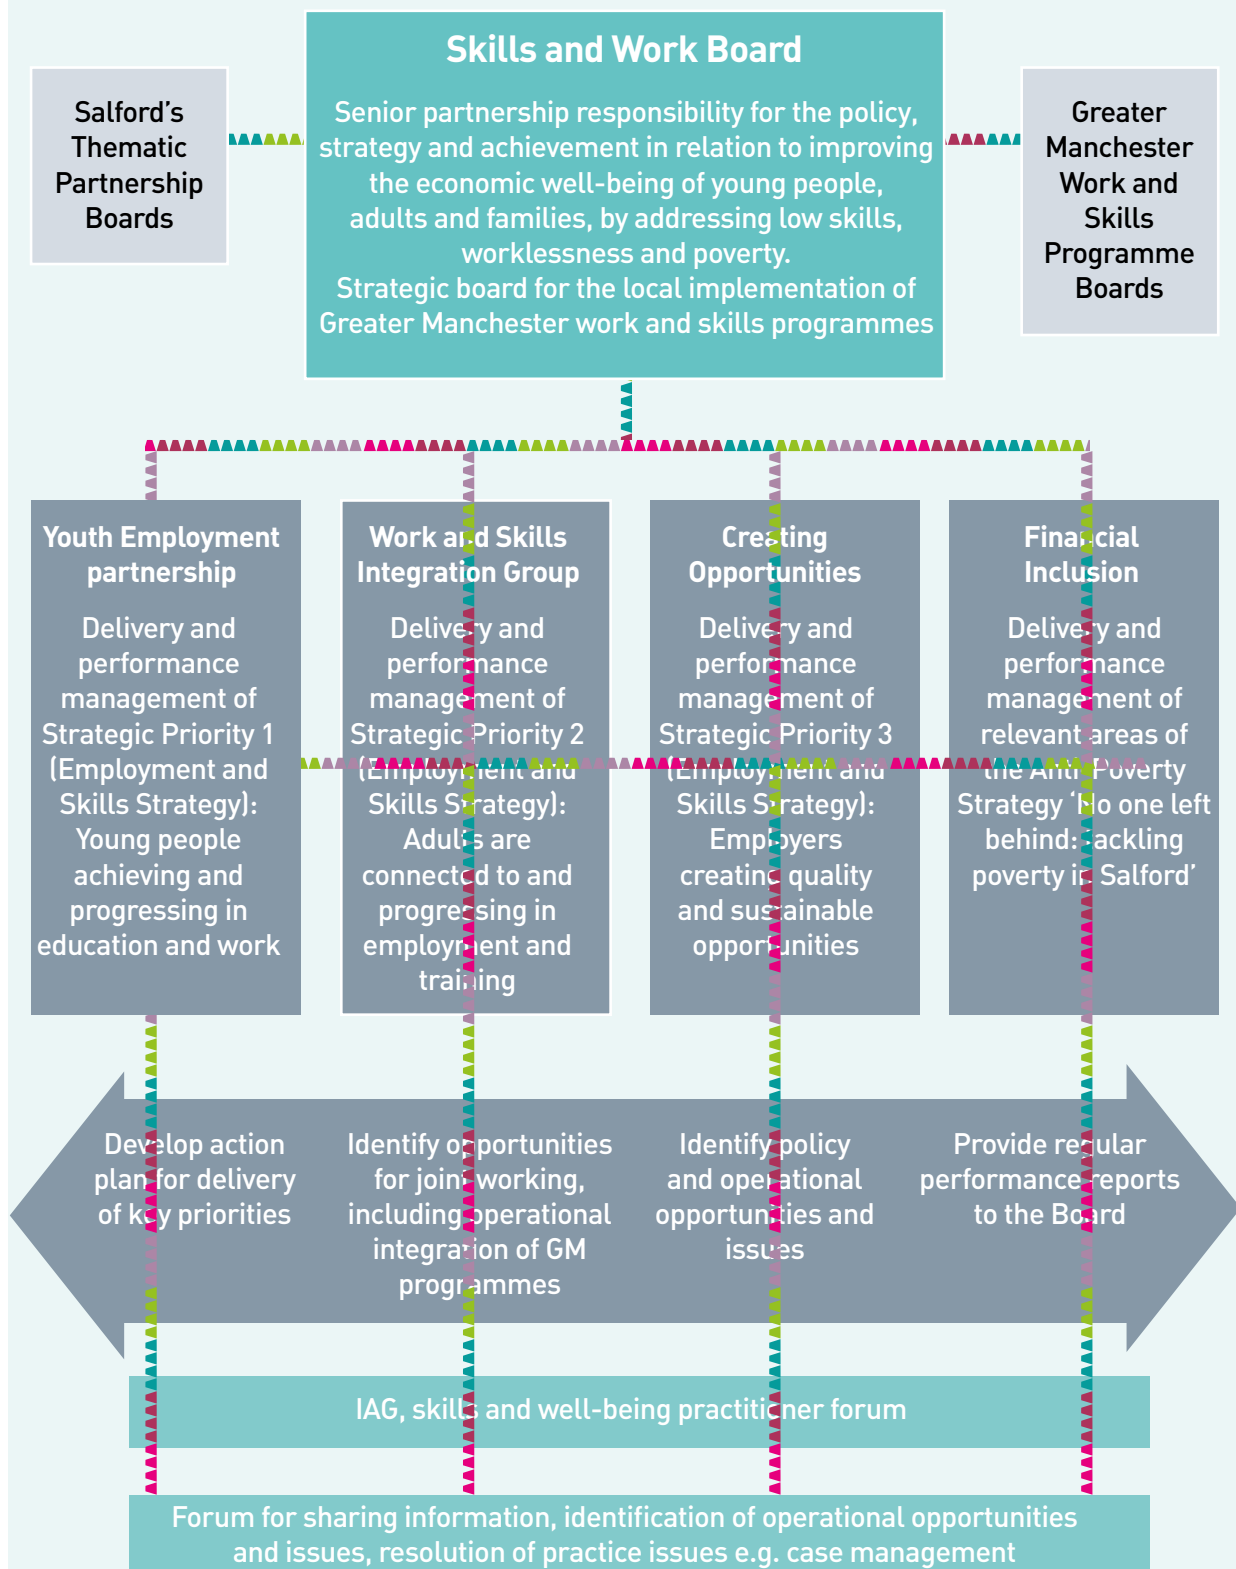 Skills and Work Board
Senior partnership responsibility for the policy,
strategy and achievement in relation to improving
the economic well-being of young people,
adults and families, by addressing low skills,
worklessness and poverty.
Strategic board for the local implementation of
Greater Manchester work and skills programmes
Salford’s
Thematic
Partnership
Boards
Greater
Manchester
Work and
Skills
Programme
Boards
Youth Employment
partnership
Delivery and
performance
management of
Strategic Priority 1
(Employment and
Skills Strategy):
Young people
achieving and
progressing in
education and work
Work and Skills
Integration Group
Delivery and
performance
management of
Strategic Priority 2
(Employment and
Skills Strategy):
Adults are
connected to and
progressing in
employment and
training
Creating
Opportunities
Delivery and
performance
management of
Strategic Priority 3
(Employment and
Skills Strategy):
Employers
creating quality
and sustainable
opportunities
Financial
Inclusion
Delivery and
performance
management of
relevant areas of
the Anti-Poverty
Strategy ‘No one left
behind: tackling
poverty in Salford’
Develop action
plan for delivery
of key priorities
Identify opportunities
for joint working,
including operational
integration of GM
programmes
Identify policy
and operational
opportunities and
issues
Provide regular
performance reports
to the Board
IAG, skills and well-being practitioner forum
Forum for sharing information, identification of operational opportunities
and issues, resolution of practice issues e.g. case management